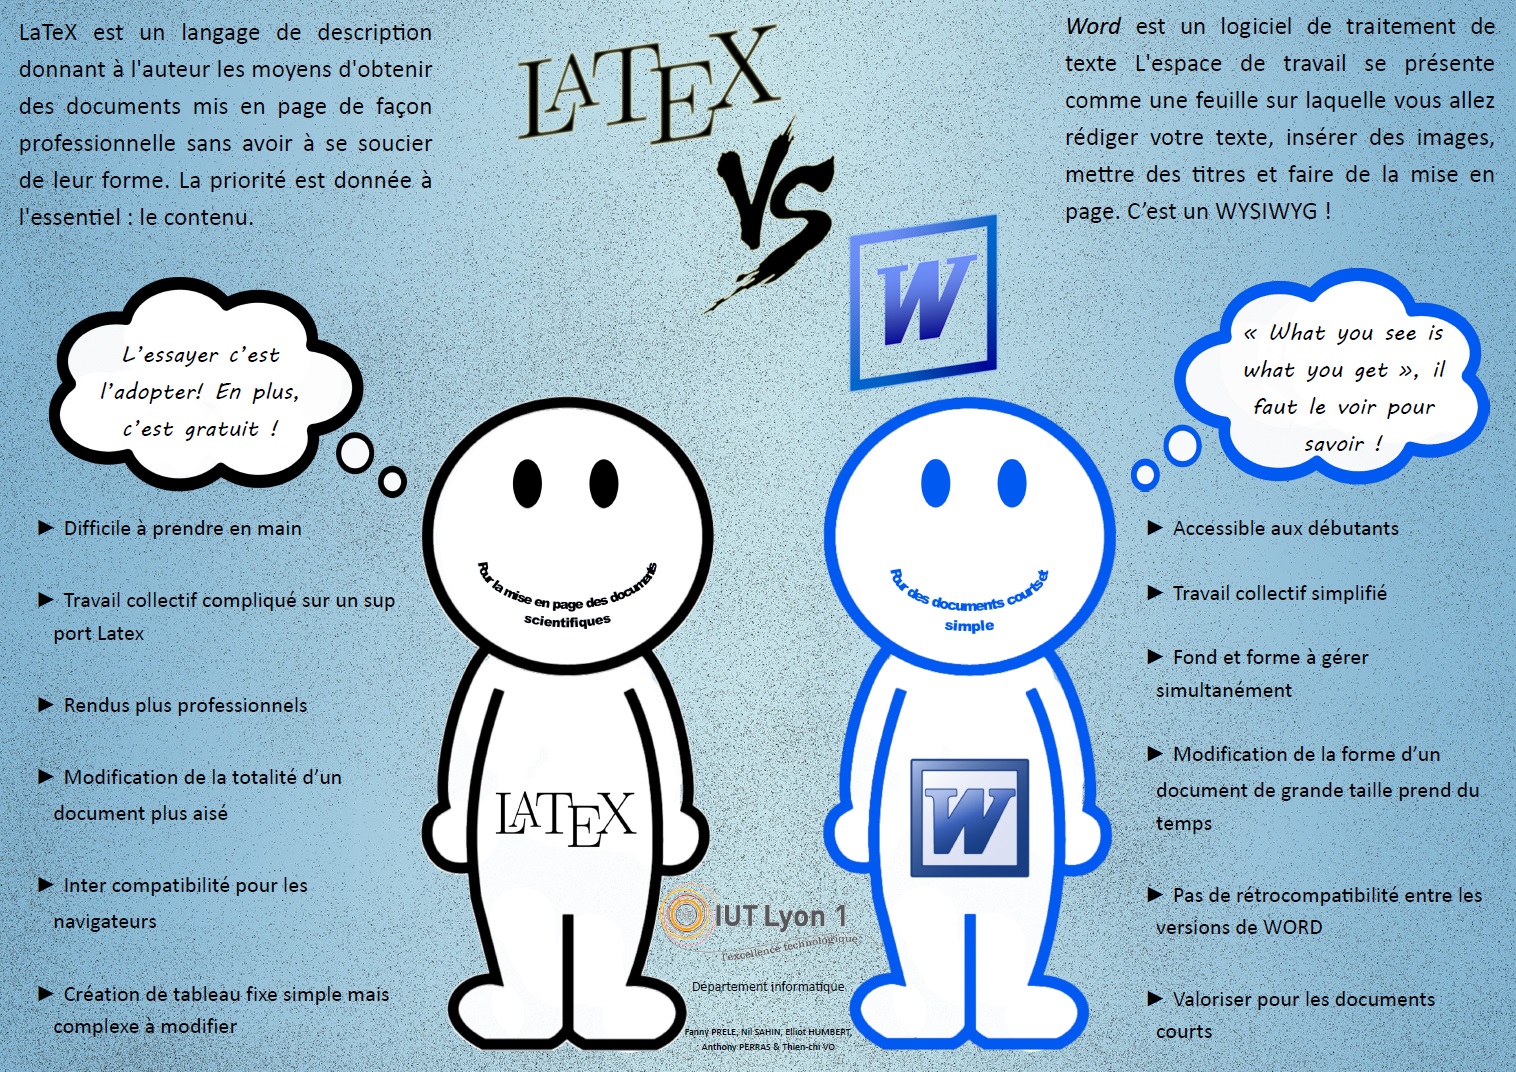 LaTeX est un langage de description
donnant à l'auteur les moyens d'obtenir
des documents mis en page de façon
professionnelle sans avoir à se soucier
de leur forme. La priorité est donnée à
l'essentiel : le contenu.
LATEX
VS
W
Word est un logiciel de traitement de
texte L'espace de travail se présente
comme une feuille sur laquelle vous allez
rédiger votre texte, insérer des images,
mettre des titres et faire de la mise en
page. C’est un WYSIWYG !
L’essayer c’est
l’adopter! En plus,
c’est gratuit !
« What you see is
what you get », il
faut le voir pour
savoir !
► Difficile à prendre en main
► Travail collectif compliqué sur un sup
port Latex
► Rendus plus professionnels
► Modification de la totalité d’un
document plus aisé
► Inter compatibilité pour les
navigateurs
► Création de tableau fixe simple mais
complexe à modifier
Pour la mise en page des documents
scientifiques
LATEX
Pour des documents courtset
simple
W
► Accessible aux débutants
► Travail collectif simplifié
► Fond et forme à gérer
simultanément
► Modification de la forme d’un
document de grande taille prend du
temps
► Pas de rétrocompatibilité entre les
versions de WORD
► Valoriser pour les documents
courts
IUT Lyon 1
l'excellence technologique
Département informatique
Fanny PRELE, Nil SAHIN, Elliot HUMBERT,
Anthony PERRAS & Thien-chi VO